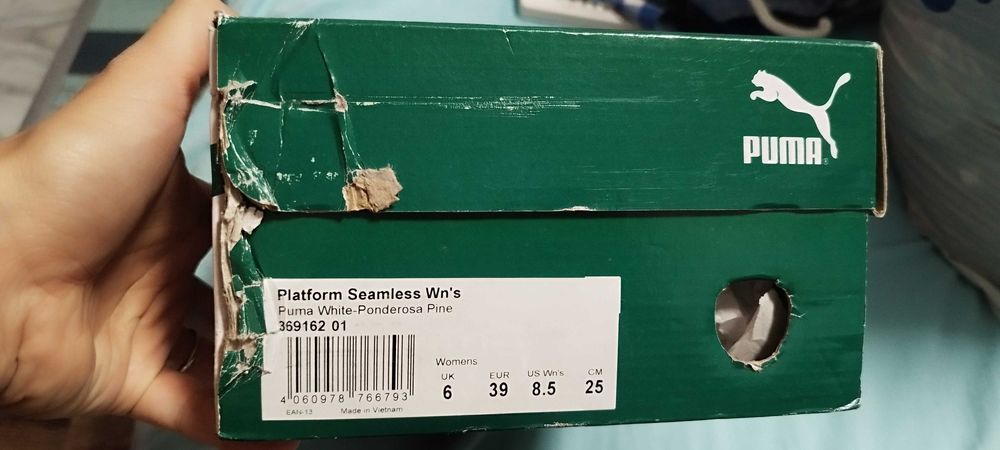 PUMA
Platform Seamless Wn's
Puma White-Ponderosa Pine
369162 01
Womens
UK EUR US Wn's CM
6 39 8.5 25
4 060978 766793
EAN-13 Made in Vietnam